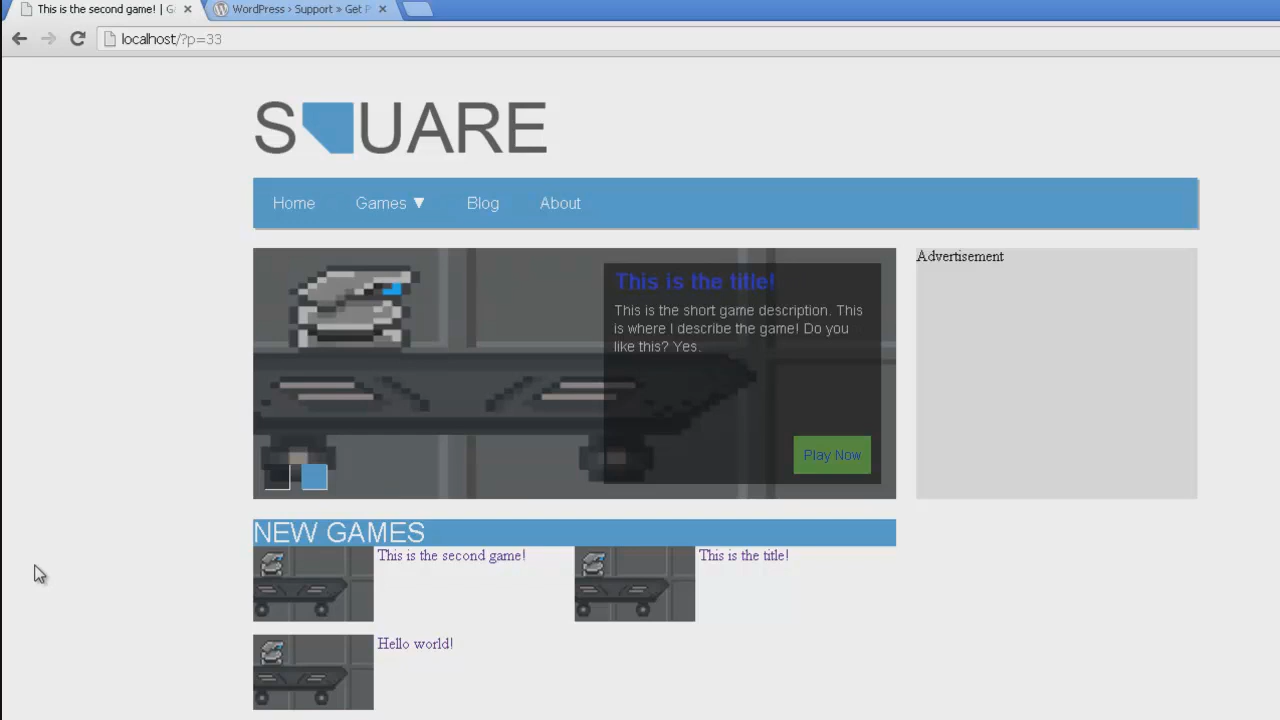 This is the second game! | G
WordPress › Support » Get P
localhost/?p=33
S UARE
Home Games ▼ Blog About
This is the title!
This is the short game description. This
is where I describe the game! Do you
like this? Yes.
Play Now
Advertisement
NEW GAMES
This is the second game!
This is the title!
Hello world!